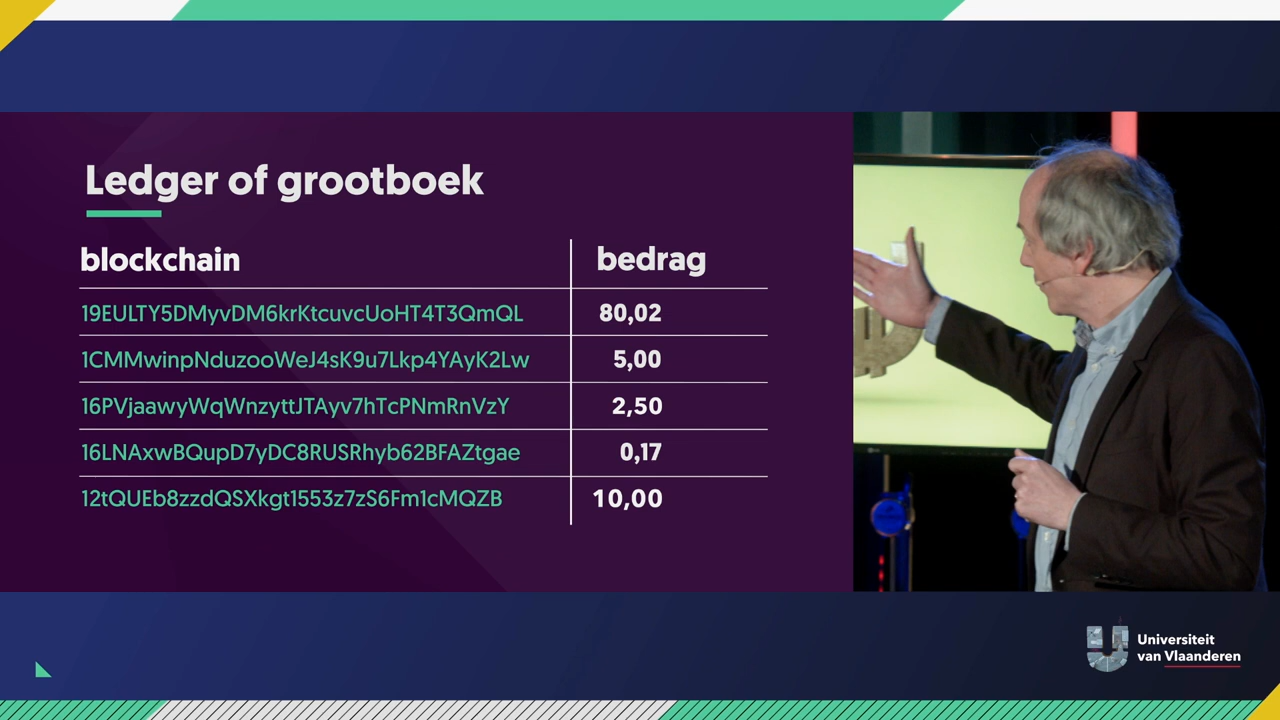 Ledger of grootboek
blockchain bedrag
19EULTY5DMyvDM6krKtcuvcUoHT4T3QmQL 80,02
1CMMwinpNduzooWeJ4sK9u7Lkp4YAyK2Lw 5,00
16PVjaawyWqWnzyttJTAyv7hTcPNmRnVzY 2,50
16LNAxwBQupD7yDC8RUSRhyb62BFAZtgae 0,17
12tQUEb8zzdQSXkgt1553z7zS6Fm1cMQZB 10,00
Universiteit
van Vlaanderen